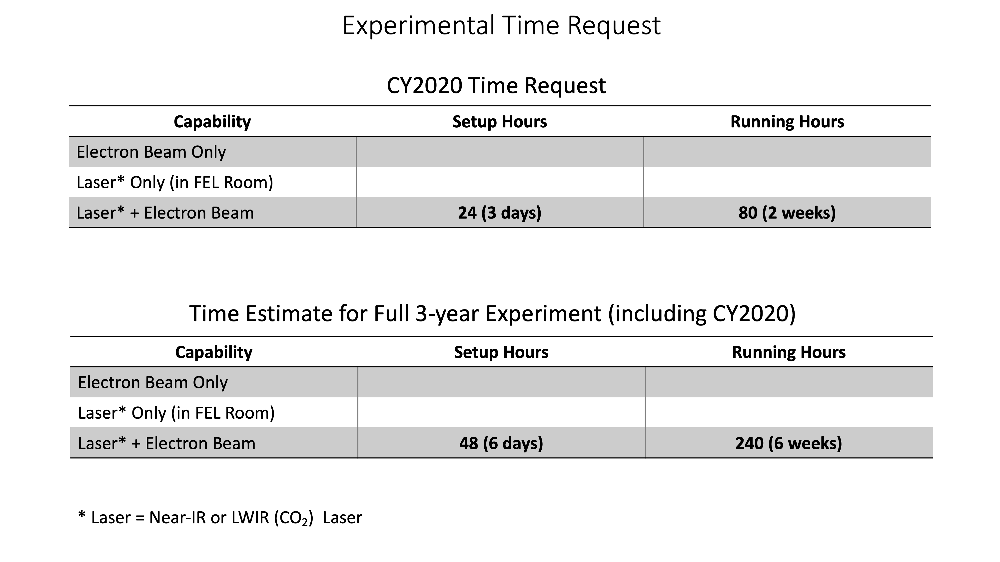 Experimental Time Request
CY2020 Time Request
Capability Setup Hours Running Hours
Electron Beam Only
Laser* Only (in FEL Room)
Laser* + Electron Beam 24 (3 days) 80 (2 weeks)
Time Estimate for Full 3-year Experiment (including CY2020)
Capability Setup Hours Running Hours
Electron Beam Only
Laser* Only (in FEL Room)
Laser* + Electron Beam 48 (6 days) 240 (6 weeks)
* Laser = Near-IR or LWIR (CO₂) Laser